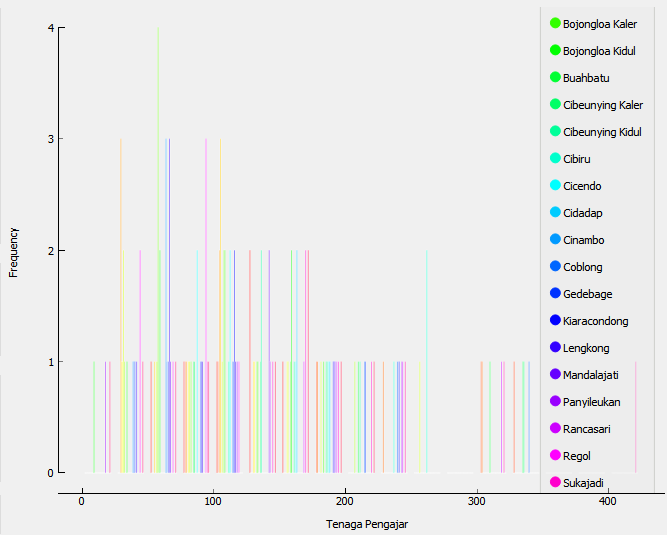 4
3
2
1
0
Frequency
0
100
200
300
400
Tenaga Pengajar
Bojongloa Kaler
Bojongloa Kidul
Buahbatu
Cibeunying Kaler
Cibeunying Kidul
Cibiru
Cicendo
Cidadap
Cinambo
Coblong
Gedebage
Kiaracondong
Lengkong
Mandalajati
Panyileukan
Rancasari
Regol
Sukajadi